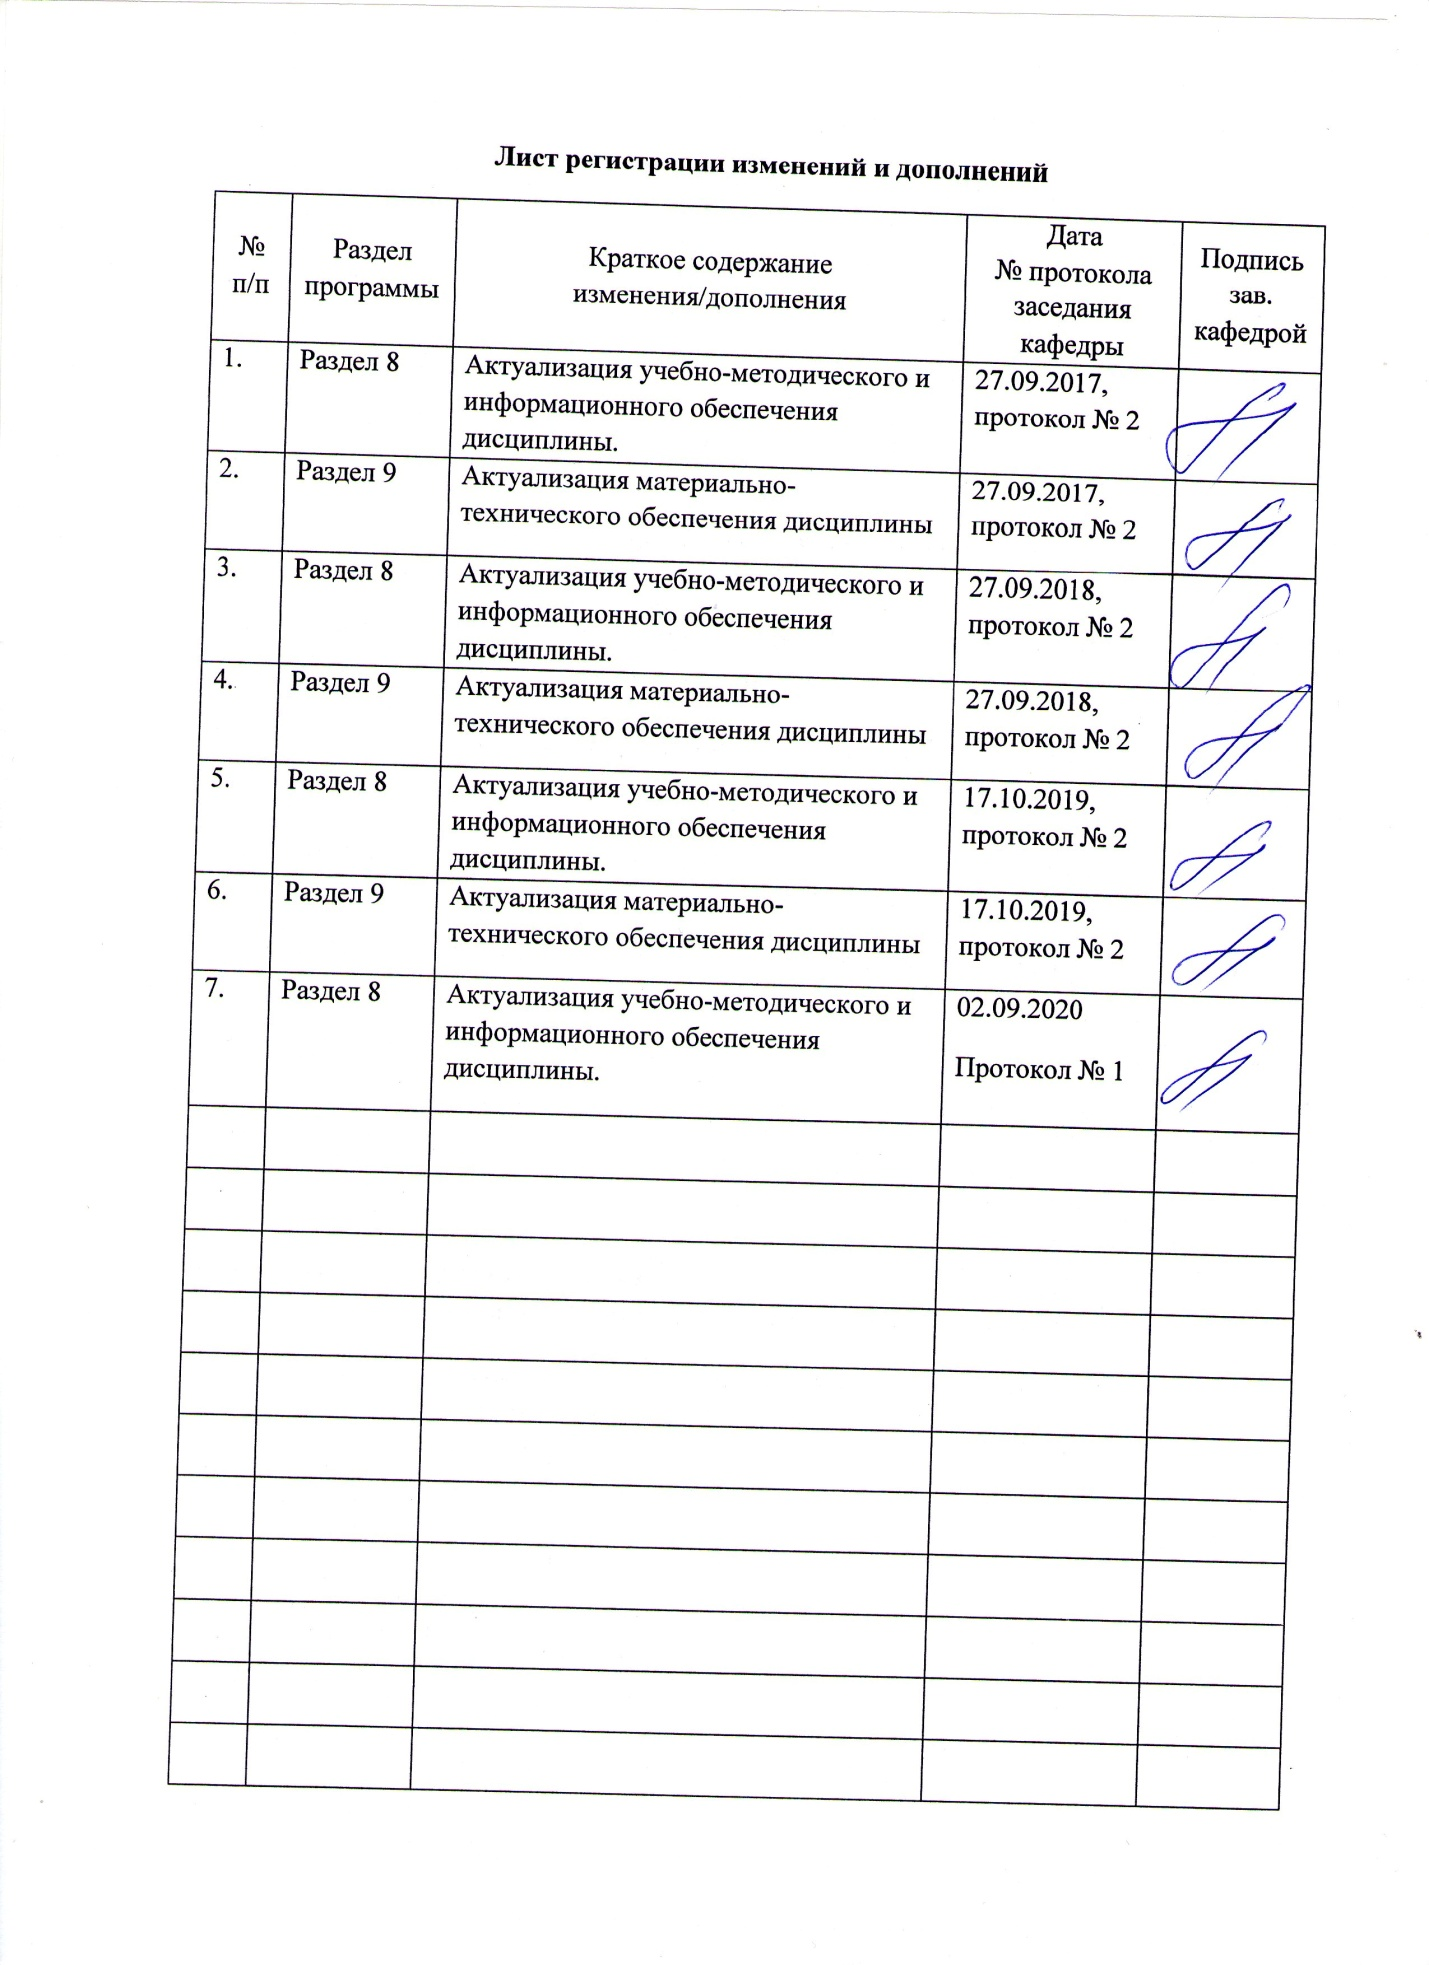 Лист регистрации изменений и дополнений
№
п/п
Раздел
программы
Краткое содержание
изменения/дополнения
Дата
№ протокола
заседания
кафедры
Подпись
зав.
кафедрой
1.
Раздел 8
Актуализация учебно-методического и
информационного обеспечения
дисциплины.
27.09.2017,
протокол № 2
2.
Раздел 9
Актуализация материально-
технического обеспечения дисциплины
27.09.2017,
протокол № 2
3.
Раздел 8
Актуализация учебно-методического и
информационного обеспечения
дисциплины.
27.09.2018,
протокол № 2
4.
Раздел 9
Актуализация материально-
технического обеспечения дисциплины
27.09.2018,
протокол № 2
5.
Раздел 8
Актуализация учебно-методического и
информационного обеспечения
дисциплины.
17.10.2019,
протокол № 2
6.
Раздел 9
Актуализация материально-
технического обеспечения дисциплины
17.10.2019,
протокол № 2
7.
Раздел 8
Актуализация учебно-методического и
информационного обеспечения
дисциплины.
02.09.2020
Протокол № 1